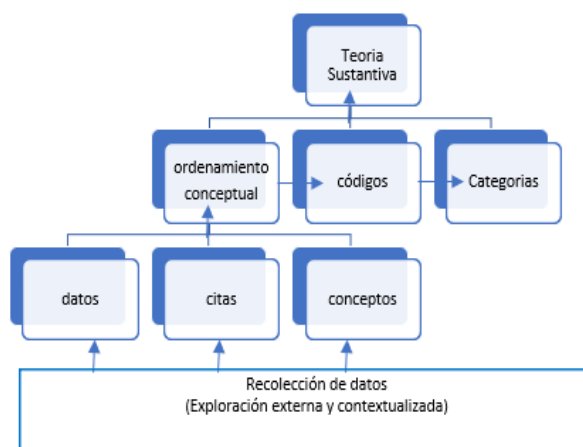 Teoria
Sustantiva
ordenamiento
conceptual
códigos
Categorias
datos
citas
conceptos
Recolección de datos
(Exploración externa y contextualizada)